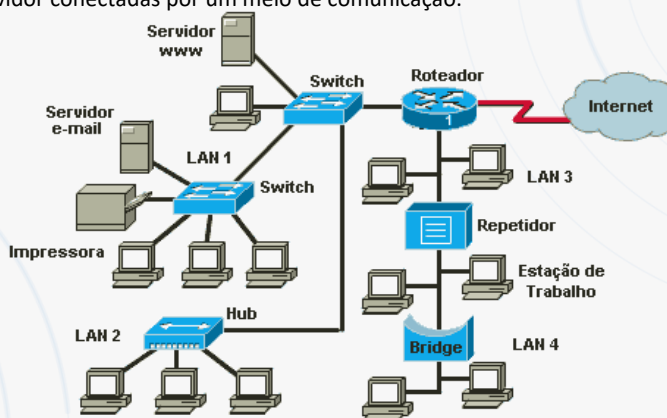 vidor conectadas por um meio de comunicação.
Servidor
www
Switch
Roteador
1
Internet
Servidor
e-mail
LAN 1
Switch
LAN 3
Repetidor
Impressora
Estação de
Trabalho
Hub
LAN 2
Bridge
LAN 4